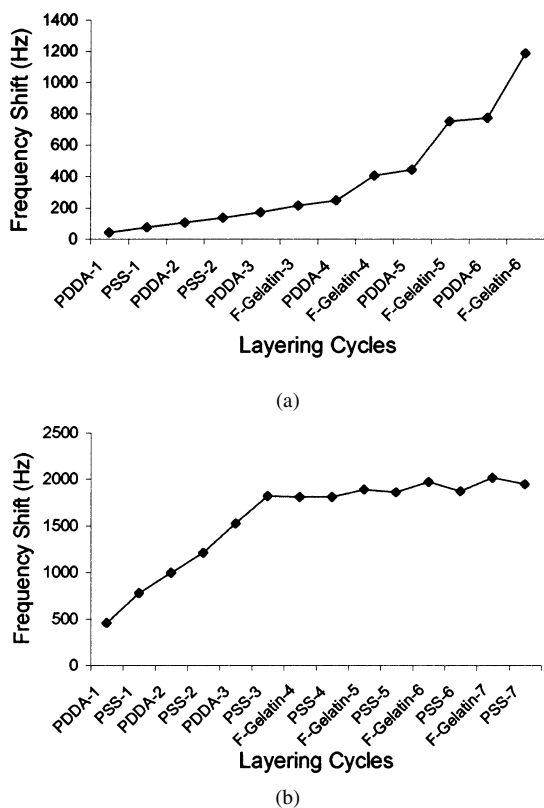 Frequency Shift (Hz)
1400
1200
1000
800
600
400
200
0
PDDA-1
PSS-1
PDDA-2
PSS-2
PDDA-3
F-Gelatin-3
PDDA-4
F-Gelatin-4
PDDA-5
F-Gelatin-5
PDDA-6
F-Gelatin-6
Layering Cycles
(a)
Frequency Shift (Hz)
2500
2000
1500
1000
500
0
PDDA-1
PSS-1
PDDA-2
PSS-2
PDDA-3
PSS-3
F-Gelatin-4
PSS-4
F-Gelatin-5
PSS-5
F-Gelatin-6
PSS-6
F-Gelatin-7
PSS-7
Layering Cycles
(b)